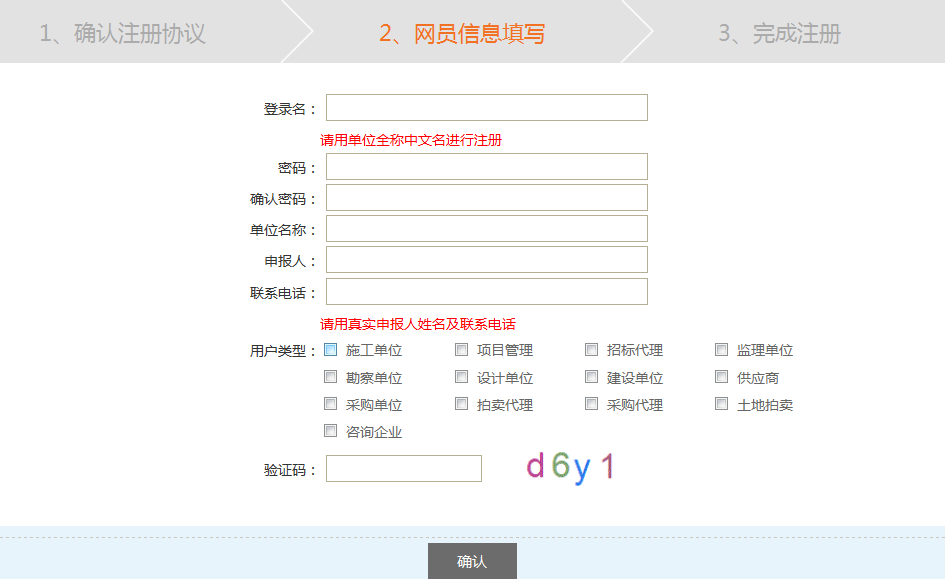 1、确认注册协议 2、网员信息填写 3、完成注册
登录名：
请用单位全称中文名进行注册
密码：
确认密码：
单位名称：
申报人：
联系电话：
请用真实申报人姓名及联系电话
用户类型： 施工单位 项目管理 招标代理 监理单位
勘察单位 设计单位 建设单位 供应商
采购单位 拍卖代理 采购代理 土地拍卖
咨询企业
验证码： d6y1
确认